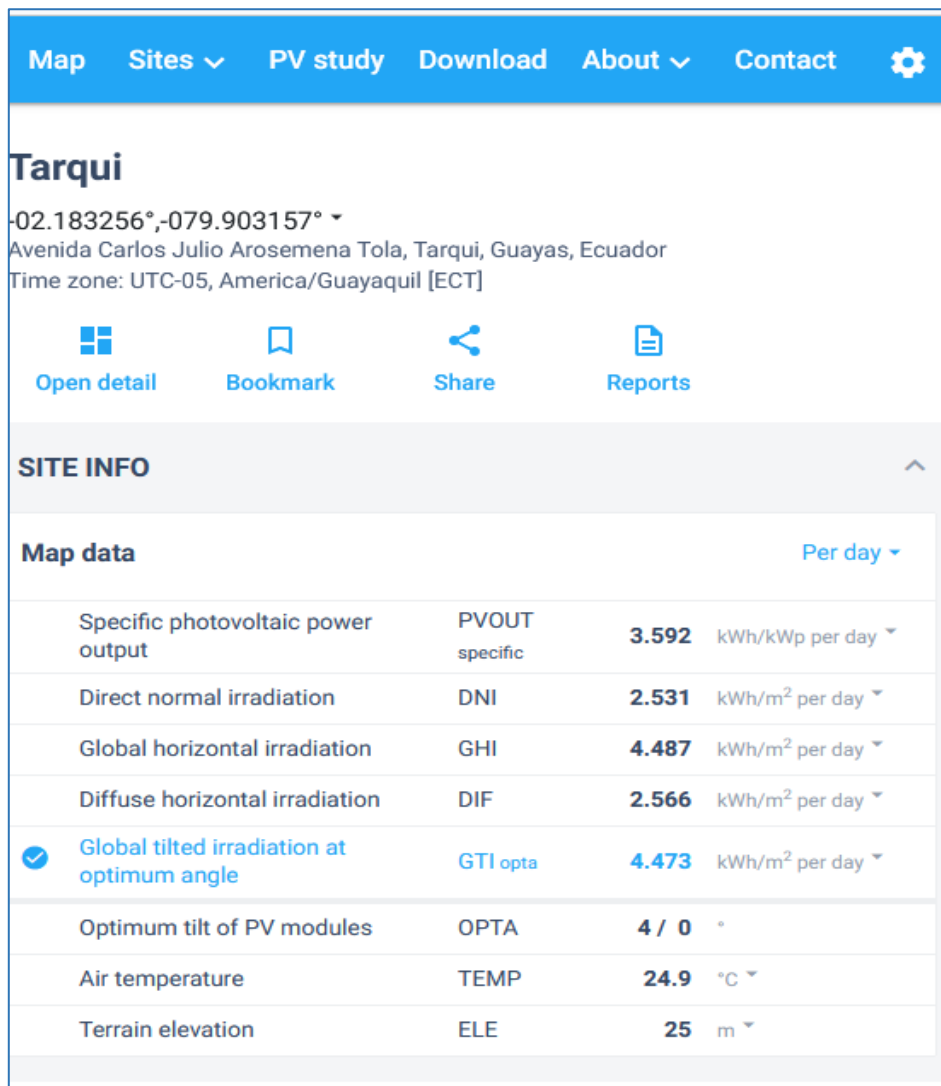 Map Sites PV study Download About Contact
Tarqui
-02.183256°,-079.903157°
Avenida Carlos Julio Arosemena Tola, Tarqui, Guayas, Ecuador
Time zone: UTC-05, America/Guayaquil [ECT]
Open detail Bookmark Share Reports
SITE INFO
Map data Per day
Specific photovoltaic power output PVOUT specific 3.592 kWh/kWp per day
Direct normal irradiation DNI 2.531 kWh/m² per day
Global horizontal irradiation GHI 4.487 kWh/m² per day
Diffuse horizontal irradiation DIF 2.566 kWh/m² per day
Global tilted irradiation at optimum angle GTI opta 4.473 kWh/m² per day
Optimum tilt of PV modules OPTA 4 / 0 °
Air temperature TEMP 24.9 °C
Terrain elevation ELE 25 m